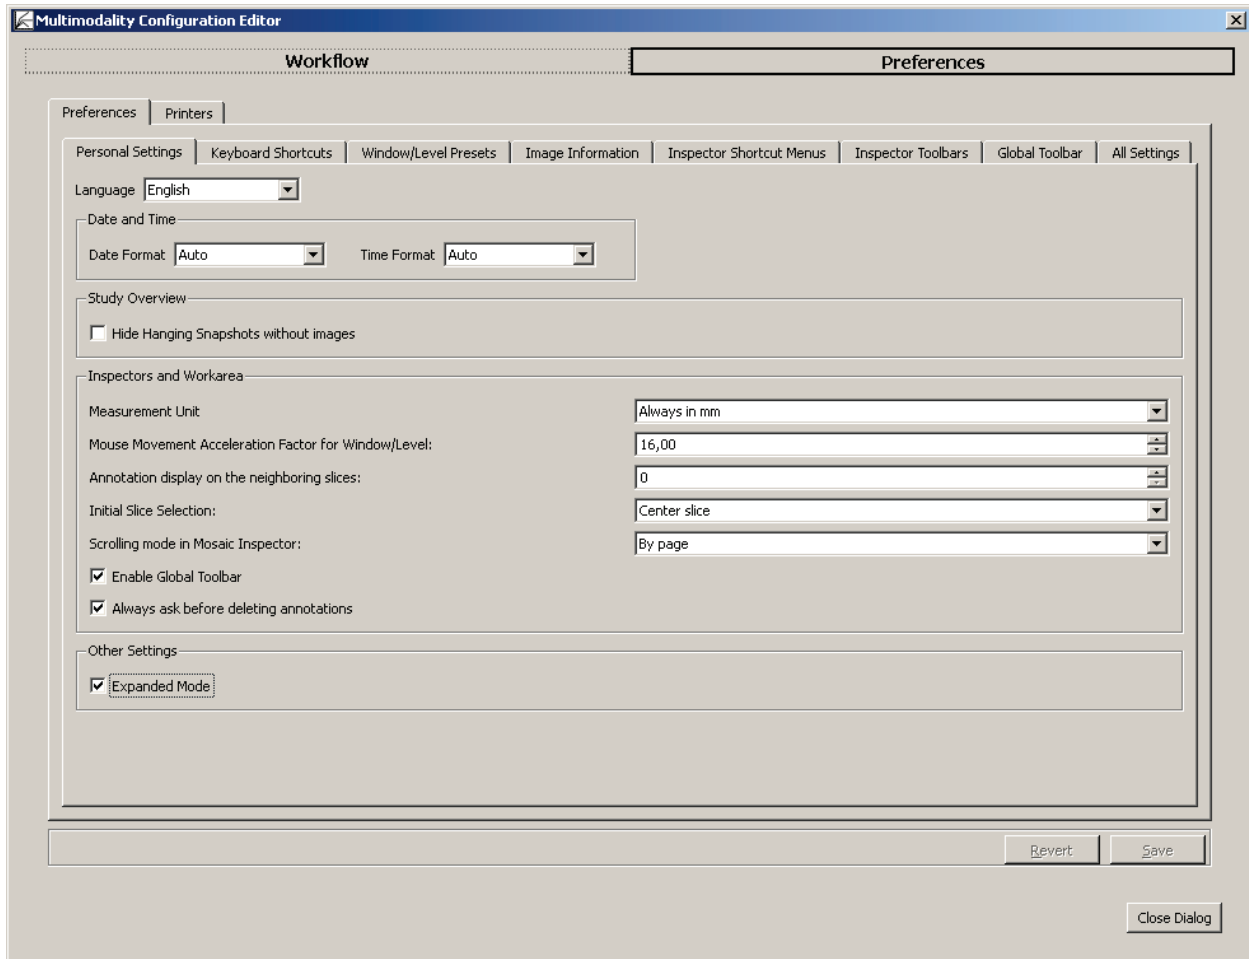 Multimodality Configuration Editor
Workflow Preferences
Preferences Printers
Personal Settings Keyboard Shortcuts Window/Level Presets Image Information Inspector Shortcut Menus Inspector Toolbars Global Toolbar All Settings
Language English
Date and Time
Date Format Auto Time Format Auto
Study Overview
Hide Hanging Snapshots without images
Inspectors and Workarea
Measurement Unit Always in mm
Mouse Movement Acceleration Factor for Window/Level: 16,00
Annotation display on the neighboring slices: 0
Initial Slice Selection: Center slice
Scrolling mode in Mosaic Inspector: By page
Enable Global Toolbar
Always ask before deleting annotations
Other Settings
Expanded Mode
Revert Save
Close Dialog